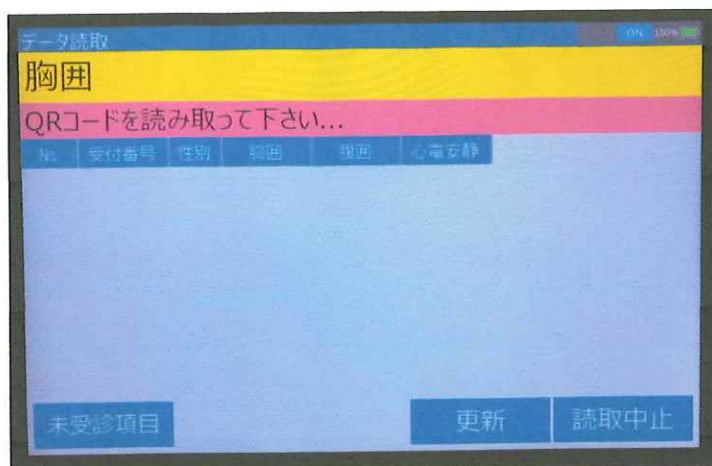 データ読取 ON 100%
胸囲
QRコードを読み取って下さい...
No. 受付番号 性別 胸囲 腹囲 心電安静
未受診項目 更新 読取中止